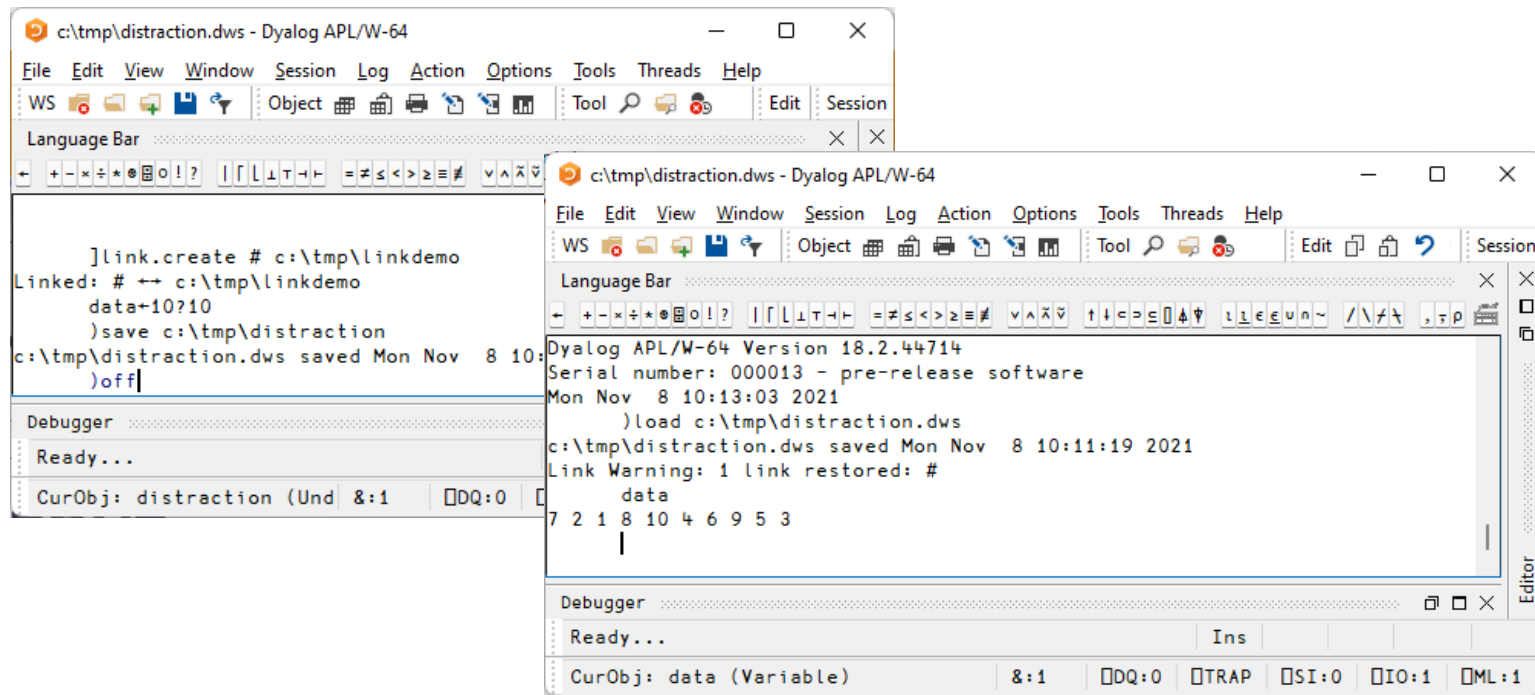 c:\tmp\distraction.dws - Dyalog APL/W-64
File Edit View Window Session Log Action Options Tools Threads Help
WS Object Tool Edit Session
Language Bar
← +-×÷*⍟⌹○!? |⌈⌊⊥⊤⊣⊢ =≠≤<>≥≡≢ ∨∧⍲⍱
]link.create # c:\tmp\linkdemo
Linked: # ←→ c:\tmp\linkdemo
data←10?10
)save c:\tmp\distraction
c:\tmp\distraction.dws saved Mon Nov 8 10:
)off
Debugger
Ready...
CurObj: distraction (Und &:1 ⎕DQ:0
c:\tmp\distraction.dws - Dyalog APL/W-64
File Edit View Window Session Log Action Options Tools Threads Help
WS Object Tool Edit Session
Language Bar
← +-×÷*⍟⌹○!? |⌈⌊⊥⊤⊣⊢ =≠≤<>≥≡≢ ∨∧⍲⍱ ↑↓⊂⊃⊆⌷⍋⍒ ⍳⍸∊⍷∪∩~ /\⌿⍀ ,⍪⍴
Dyalog APL/W-64 Version 18.2.44714
Serial number: 000013 - pre-release software
Mon Nov 8 10:13:03 2021
)load c:\tmp\distraction.dws
c:\tmp\distraction.dws saved Mon Nov 8 10:11:19 2021
Link Warning: 1 link restored: #
data
7 2 1 8 10 4 6 9 5 3
Editor
Debugger
Ready... Ins
CurObj: data (Variable) &:1 ⎕DQ:0 ⎕TRAP ⎕SI:0 ⎕IO:1 ⎕ML:1